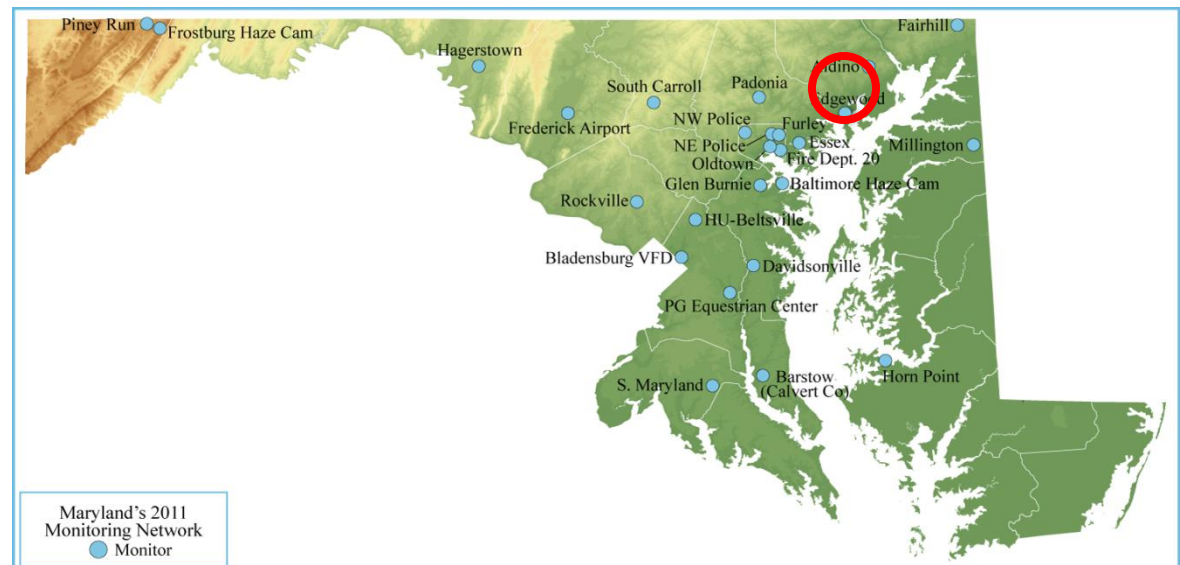 Piney Run
Frostburg Haze Cam
Fairhill
Hagerstown
Aldino
South Carroll
Padonia
Edgewood
Frederick Airport
NW Police
Furley
NE Police
Essex
Millington
Oldtown
Fire Dept. 20
Glen Burnie
Baltimore Haze Cam
Rockville
HU-Beltsville
Bladensburg VFD
Davidsonville
PG Equestrian Center
Horn Point
S. Maryland
Barstow
(Calvert Co)
Maryland's 2011
Monitoring Network
Monitor